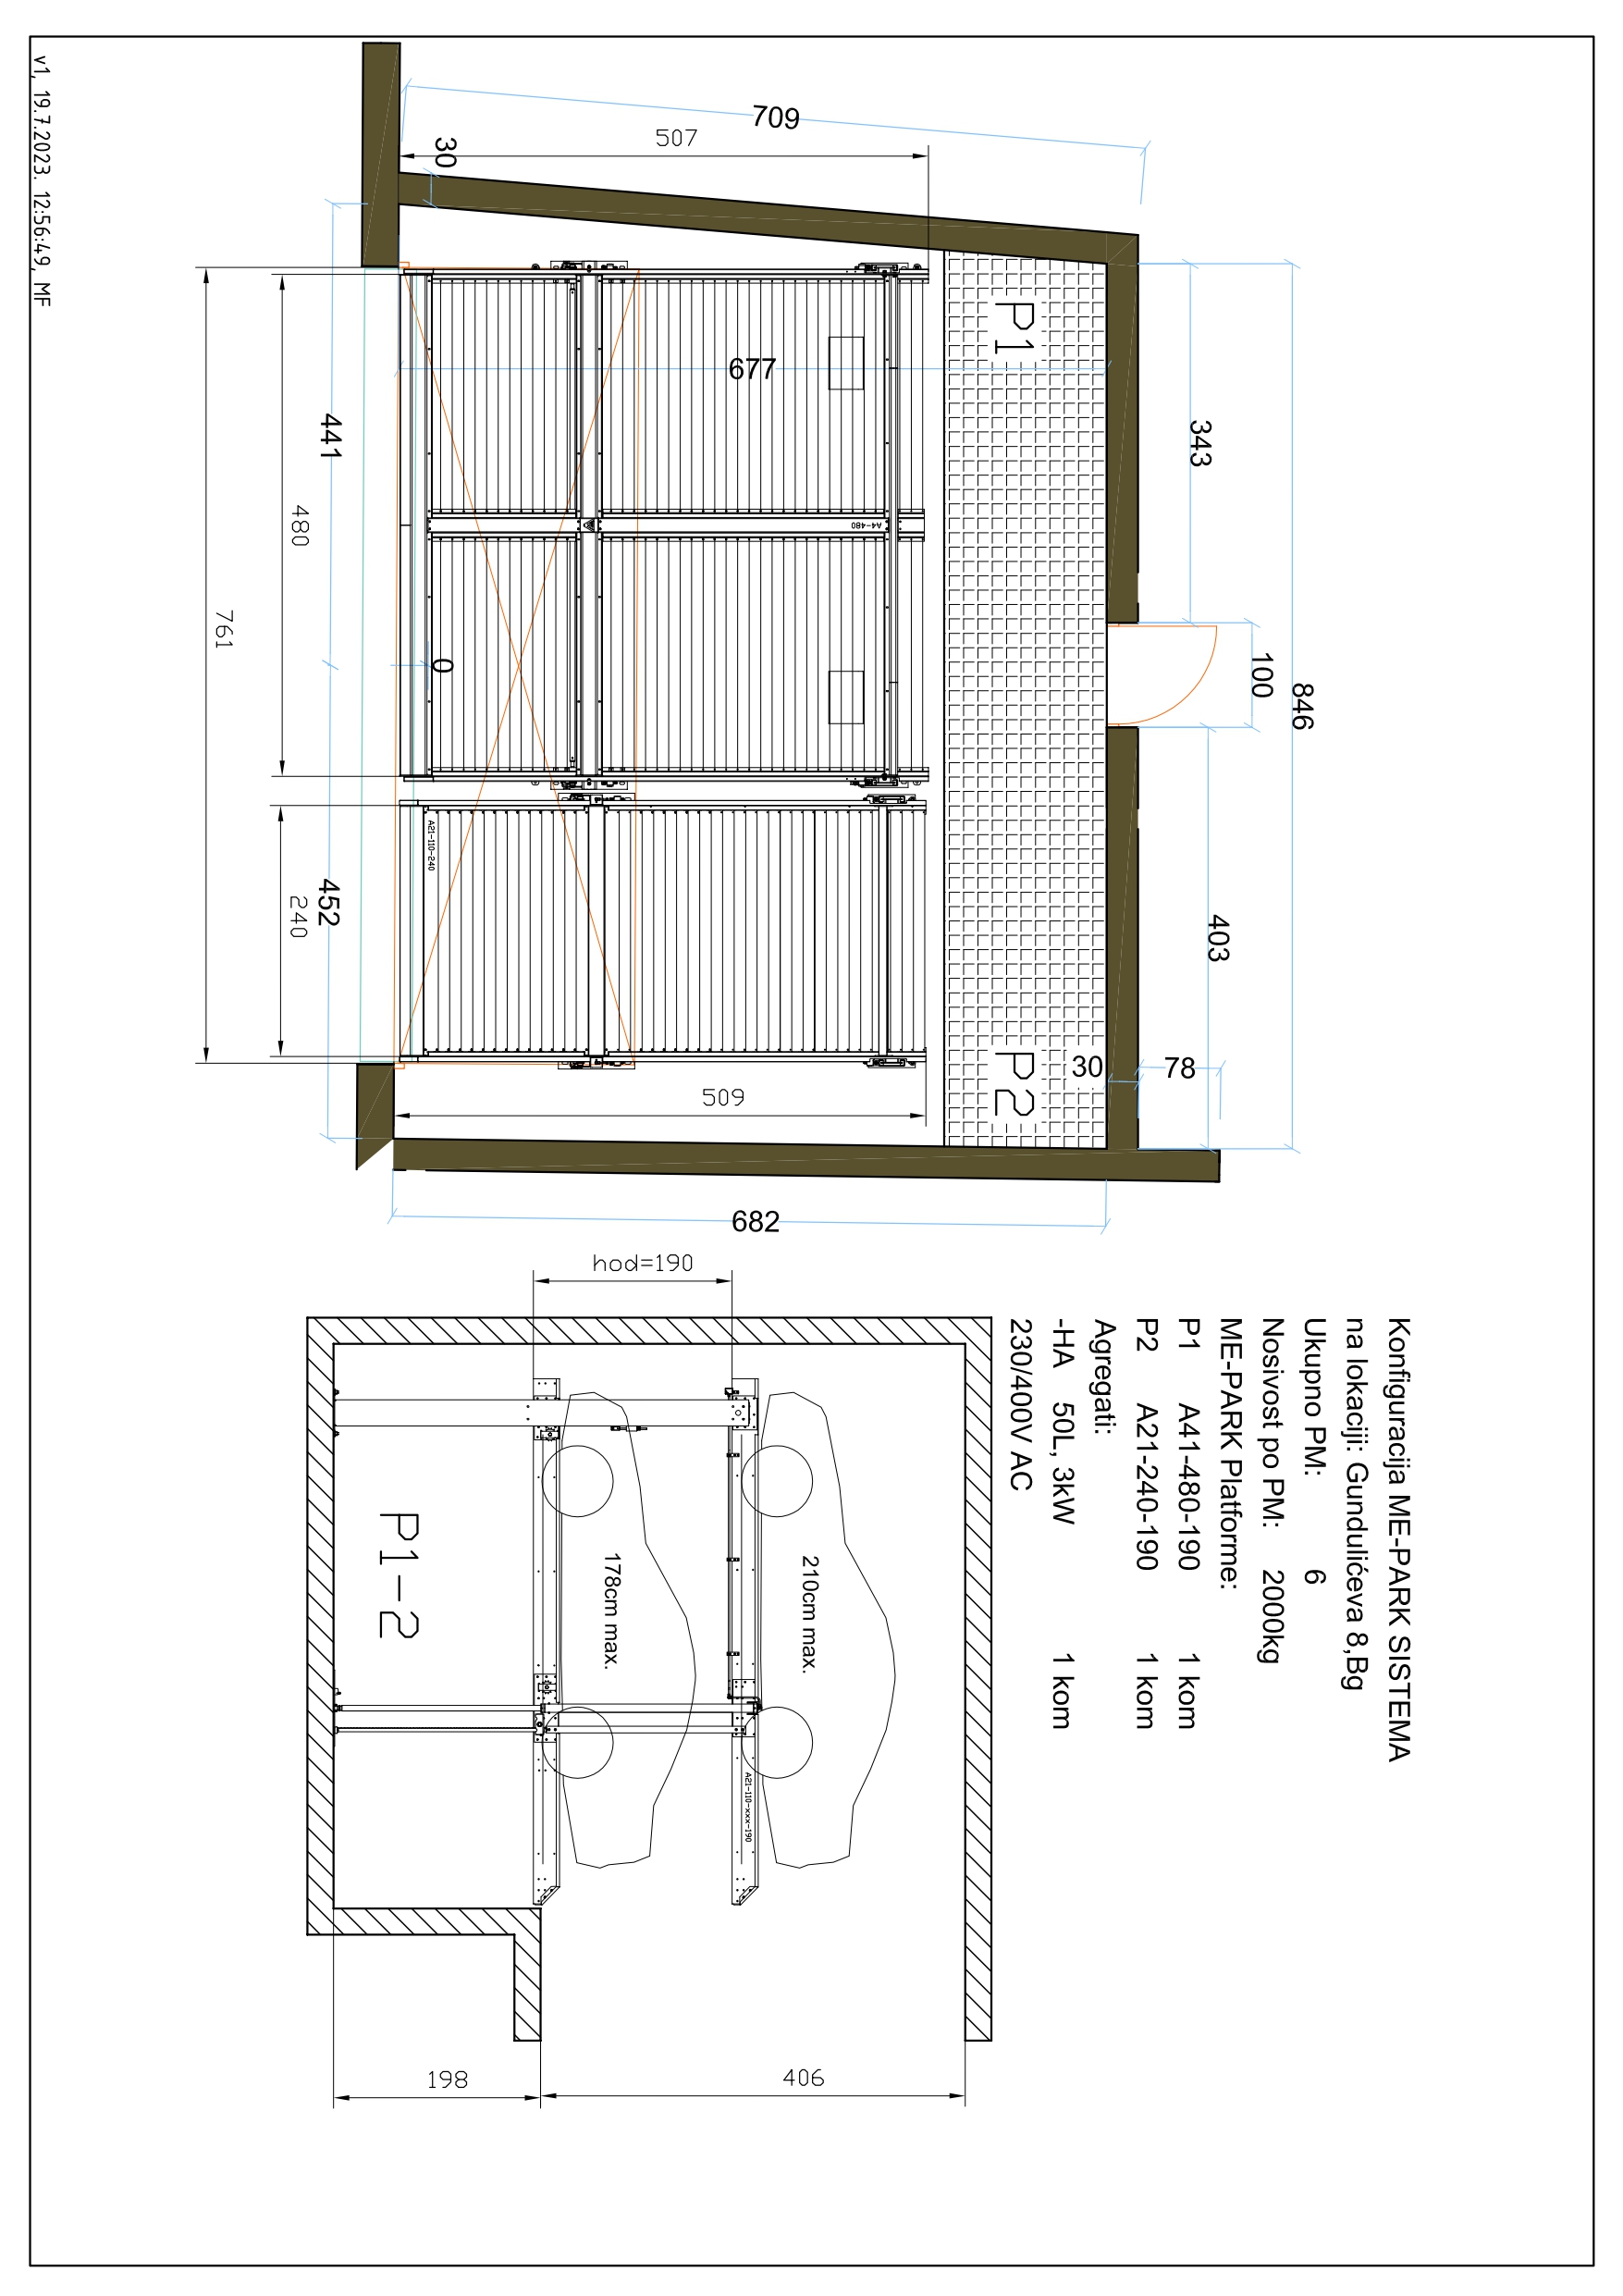 Konfiguracija ME-PARK SISTEMA
na lokaciji: Gundulićeva 8,Bg
Ukupno PM: 6
Nosivost po PM: 2000kg
ME-PARK Platforme:
P1 A41-480-190 1 kom
P2 A21-240-190 1 kom
Agregati:
-HA 50L, 3kW 1 kom
230/400V AC
846
100
343
403
78
30
P1
P2
A4-480
709
677
507
509
682
30
0
A21-110-240
441
452
480
240
761
210cm max.
A21-110-xxx-190
406
hod=190
178cm max.
198
P1-2
v1, 19.7.2023. 12:56:49, MF